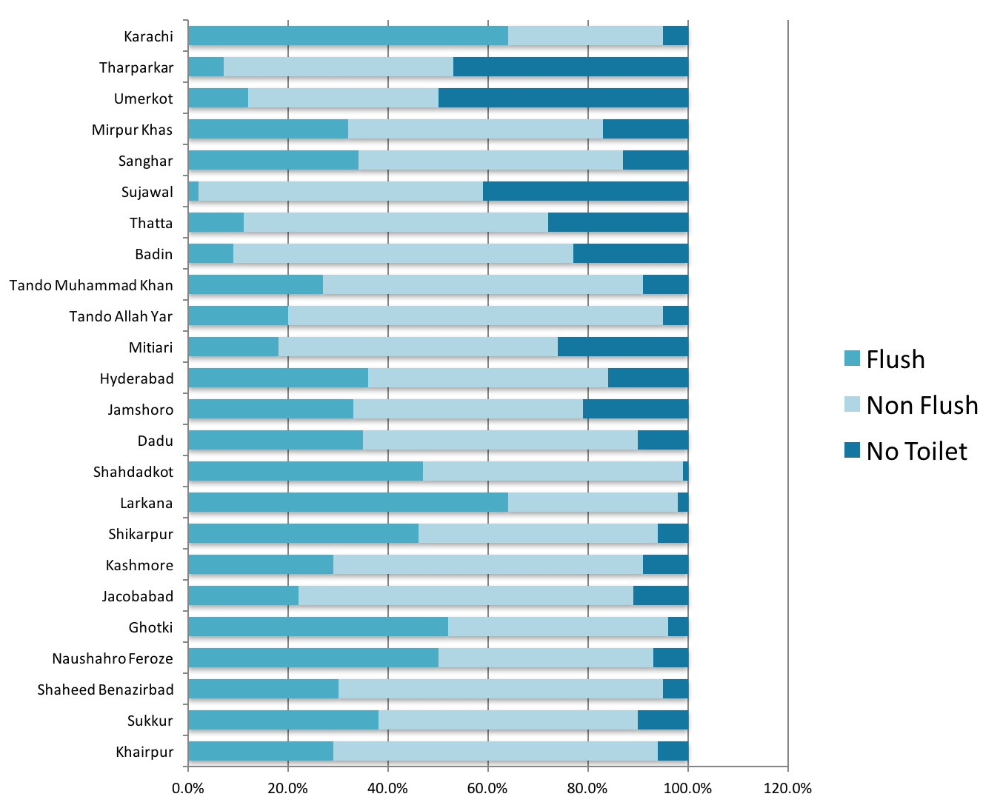 Karachi
Tharparkar
Umerkot
Mirpur Khas
Sanghar
Sujawal
Thatta
Badin
Tando Muhammad Khan
Tando Allah Yar
Mitiari
Hyderabad
Jamshoro
Dadu
Shahdadkot
Larkana
Shikarpur
Kashmore
Jacobabad
Ghotki
Naushahro Feroze
Shaheed Benazirbad
Sukkur
Khairpur
0.0% 20.0% 40.0% 60.0% 80.0% 100.0% 120.0%
Flush
Non Flush
No Toilet